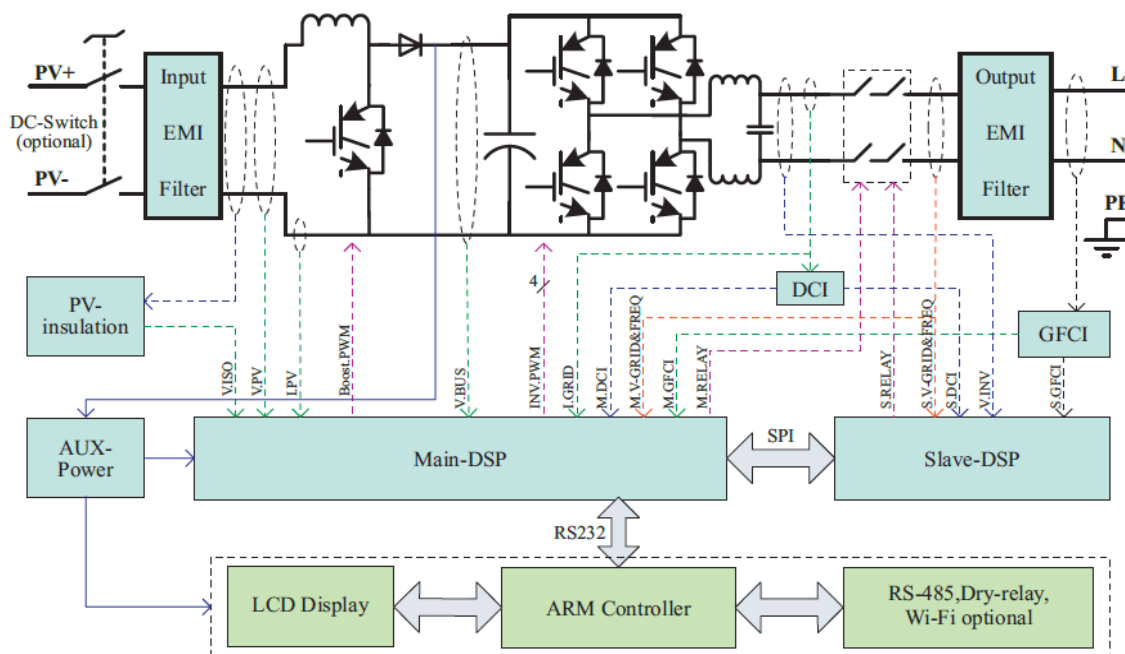 PV+
DC-Switch
(optional)
PV-
Input
EMI
Filter
Output
EMI
Filter
L
N
PE
PV-
insulation
4
DCI
GFCI
V.ISO
V.PV
I.PV
Boost.PWM
V.BUS
INV.PWM
I.GRID
M.DCI
M.V-GRID&FREQ
M.GFCI
M.RELAY
S.RELAY
S.V-GRID&FREQ
S.DCI
V.INV
S.GFCI
AUX-
Power
Main-DSP
SPI
Slave-DSP
RS232
LCD Display
ARM Controller
RS-485,Dry-relay,
Wi-Fi optional